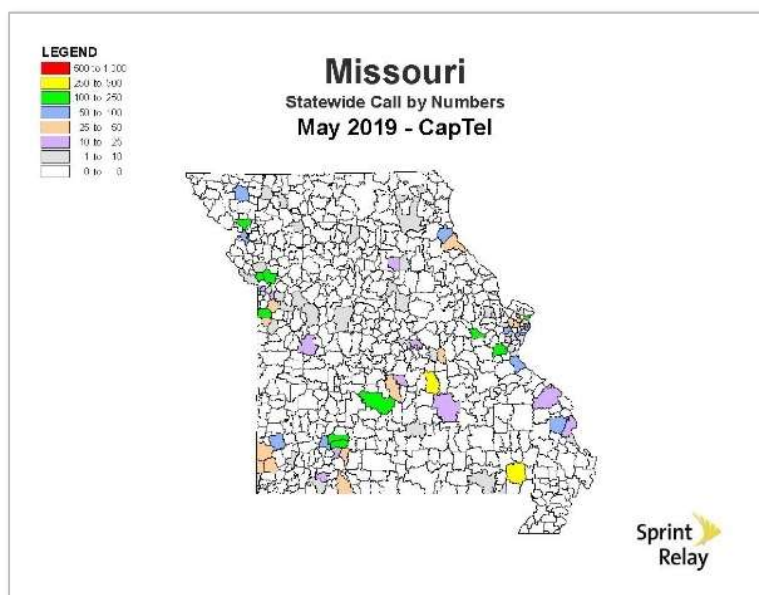 LEGEND
500 to 1,000
250 to 500
100 to 250
50 to 100
25 to 50
10 to 25
1 to 10
0 to 0
Missouri
Statewide Call by Numbers
May 2019 - CapTel
Sprint
Relay